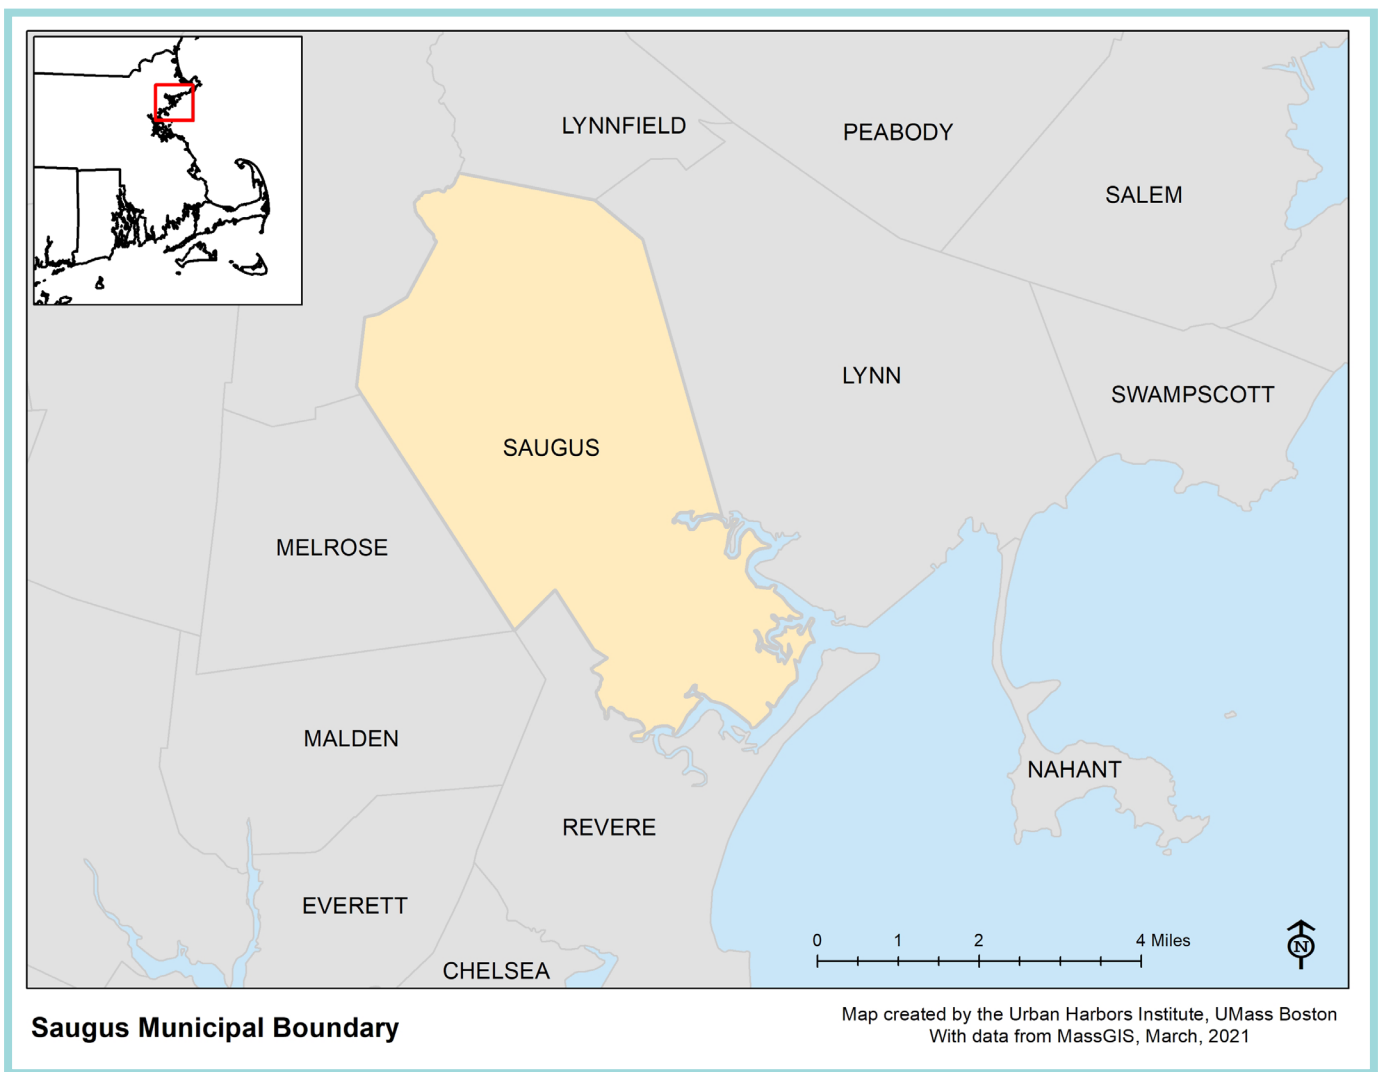 LYNNFIELD
PEABODY
SALEM
LYNN
SWAMPSCOTT
SAUGUS
MELROSE
MALDEN
NAHANT
REVERE
EVERETT
CHELSEA
0 1 2 4 Miles
N
Saugus Municipal Boundary
Map created by the Urban Harbors Institute, UMass Boston
With data from MassGIS, March, 2021